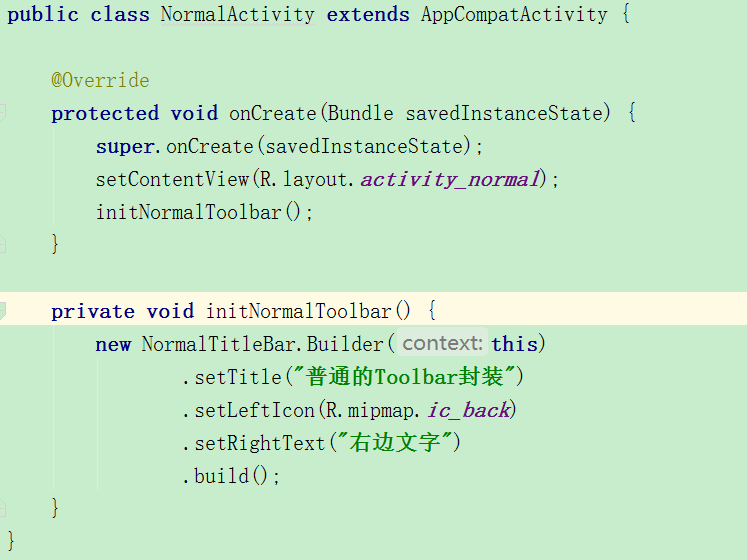 public class NormalActivity extends AppCompatActivity {
@Override
protected void onCreate(Bundle savedInstanceState) {
super.onCreate(savedInstanceState);
setContentView(R.layout.activity_normal);
initNormalToolbar();
}
private void initNormalToolbar() {
new NormalTitleBar.Builder( context: this)
.setTitle("普通的Toolbar封装")
.setLeftIcon(R.mipmap.ic_back)
.setRightText("右边文字")
.build();
}
}